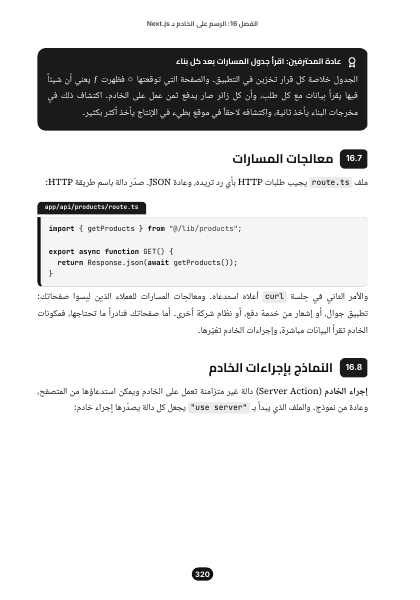 الفصل 16: الرسم على الخادم بـ Next.js
عادة المحترفين: اقرأ جدول المسارات بعد كل بناء
الجدول خلاصة كل قرار تخزين في التطبيق. والصفحة التي توقعتها ○ فظهرت ƒ يعني أن شيئًا
فيها يقرأ بيانات مع كل طلب، وأن كل زائر صار يدفع ثمن عمل على الخادم. اكتشاف ذلك في
مخرجات البناء يأخذ ثانية، واكتشافه لاحقًا في موقع بطيء في الإنتاج يأخذ أكثر بكثير.
16.7 معالجات المسارات
ملف route.ts يجيب طلبات HTTP بأي رد تريده، وعادة JSON. صدّر دالة باسم طريقة HTTP:
app/api/products/route.ts
import { getProducts } from "@/lib/products";
export async function GET() {
return Response.json(await getProducts());
}
والأمر الثاني في جلسة curl أعلاه استدعاه. ومعالجات المسارات للعملاء الذين ليسوا صفحاتك:
تطبيق جوال، أو إشعار من خدمة دفع، أو نظام شركة أخرى. أما صفحاتك فنادرًا ما تحتاجها، فمكونات
الخادم تقرأ البيانات مباشرة، وإجراءات الخادم تغيّرها.
16.8 النماذج بإجراءات الخادم
إجراء الخادم (Server Action) دالة غير متزامنة تعمل على الخادم ويمكن استدعاؤها من المتصفح،
وعادة من نموذج. والملف الذي يبدأ بـ "use server" يجعل كل دالة يصدّرها إجراء خادم:
320